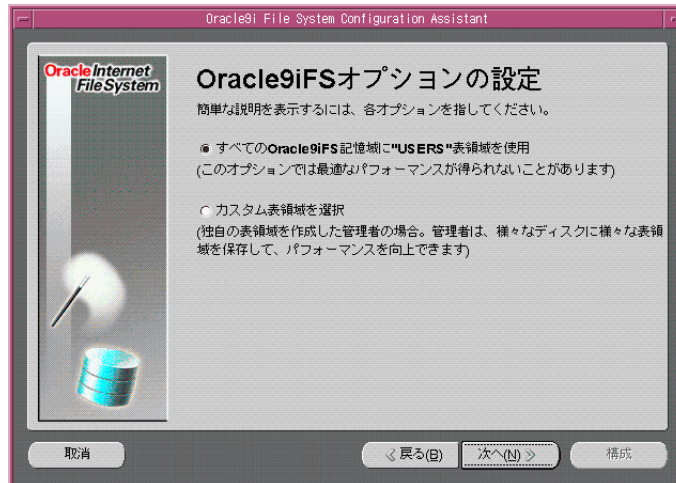 Oracle9i File System Configuration Assistant
Oracle Internet
File System
Oracle9iFSオプションの設定
簡単な説明を表示するには、各オプションを指してください。
すべてのOracle9iFS記憶域に"USERS"表領域を使用
(このオプションでは最適なパフォーマンスが得られないことがあります)
カスタム表領域を選択
(独自の表領域を作成した管理者の場合。管理者は、様々なディスクに様々な表領
域を保存して、パフォーマンスを向上できます)
取消
戻る(B)
次へ(N)
構成